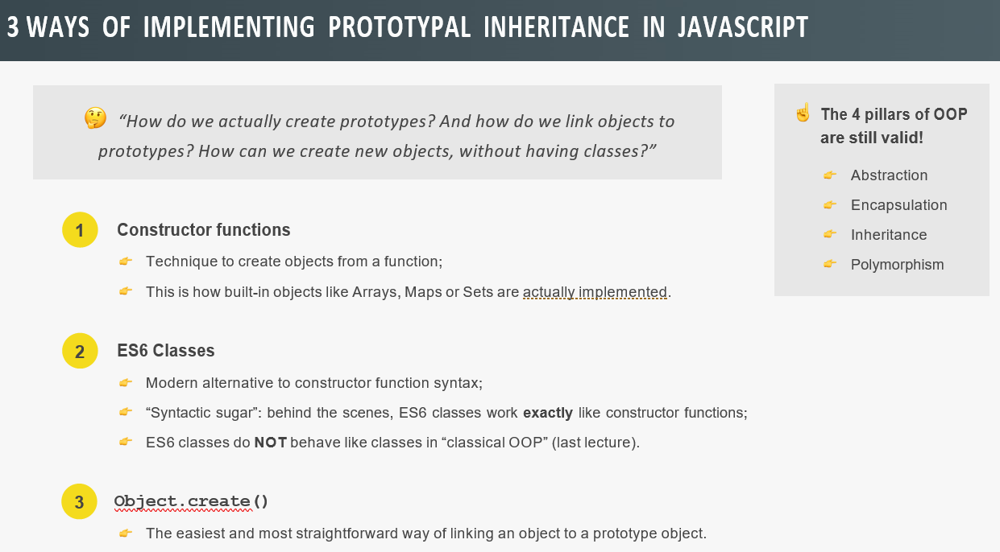 3 WAYS OF IMPLEMENTING PROTOTYPAL INHERITANCE IN JAVASCRIPT
🤔 “How do we actually create prototypes? And how do we link objects to
prototypes? How can we create new objects, without having classes?”
1 Constructor functions
👉 Technique to create objects from a function;
👉 This is how built-in objects like Arrays, Maps or Sets are actually implemented.
2 ES6 Classes
👉 Modern alternative to constructor function syntax;
👉 “Syntactic sugar”: behind the scenes, ES6 classes work exactly like constructor functions;
👉 ES6 classes do NOT behave like classes in “classical OOP” (last lecture).
3 Object.create()
👉 The easiest and most straightforward way of linking an object to a prototype object.
☝️ The 4 pillars of OOP
are still valid!
👉 Abstraction
👉 Encapsulation
👉 Inheritance
👉 Polymorphism